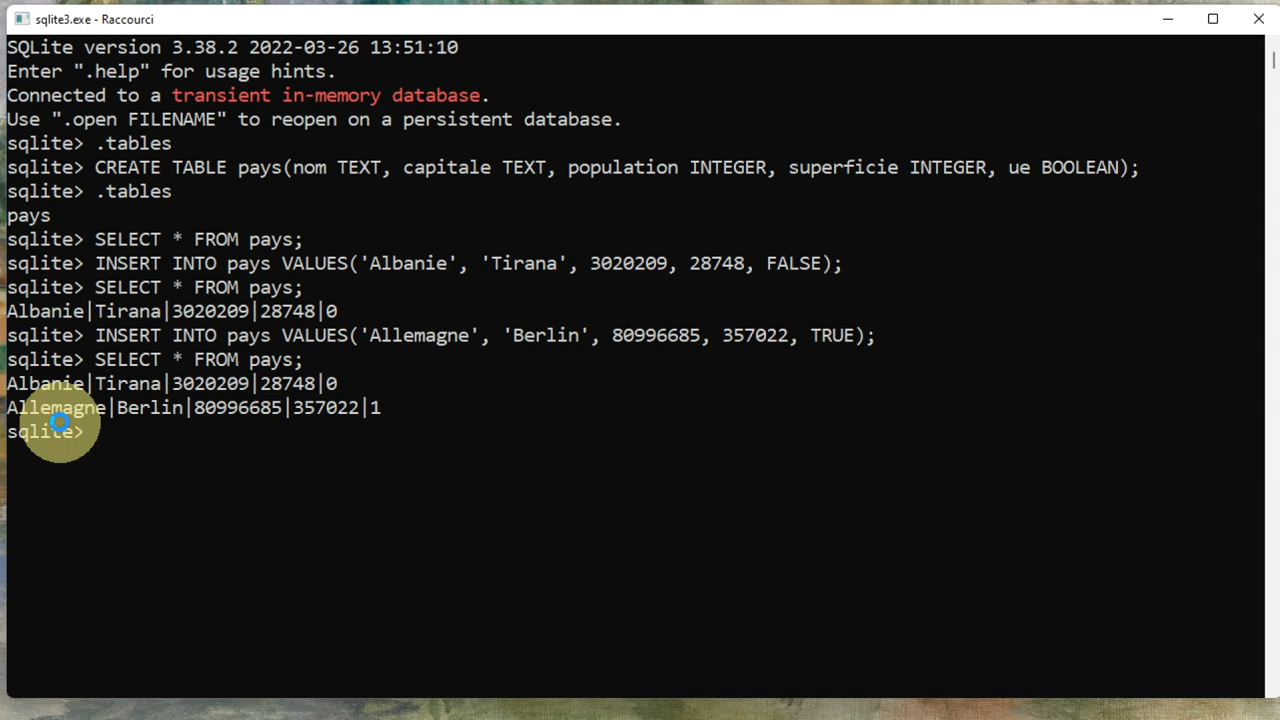 sqlite3.exe - Raccourci
SQLite version 3.38.2 2022-03-26 13:51:10
Enter ".help" for usage hints.
Connected to a transient in-memory database.
Use ".open FILENAME" to reopen on a persistent database.
sqlite> .tables
sqlite> CREATE TABLE pays(nom TEXT, capitale TEXT, population INTEGER, superficie INTEGER, ue BOOLEAN);
sqlite> .tables
pays
sqlite> SELECT * FROM pays;
sqlite> INSERT INTO pays VALUES('Albanie', 'Tirana', 3020209, 28748, FALSE);
sqlite> SELECT * FROM pays;
Albanie|Tirana|3020209|28748|0
sqlite> INSERT INTO pays VALUES('Allemagne', 'Berlin', 80996685, 357022, TRUE);
sqlite> SELECT * FROM pays;
Albanie|Tirana|3020209|28748|0
Allemagne|Berlin|80996685|357022|1
sqlite>